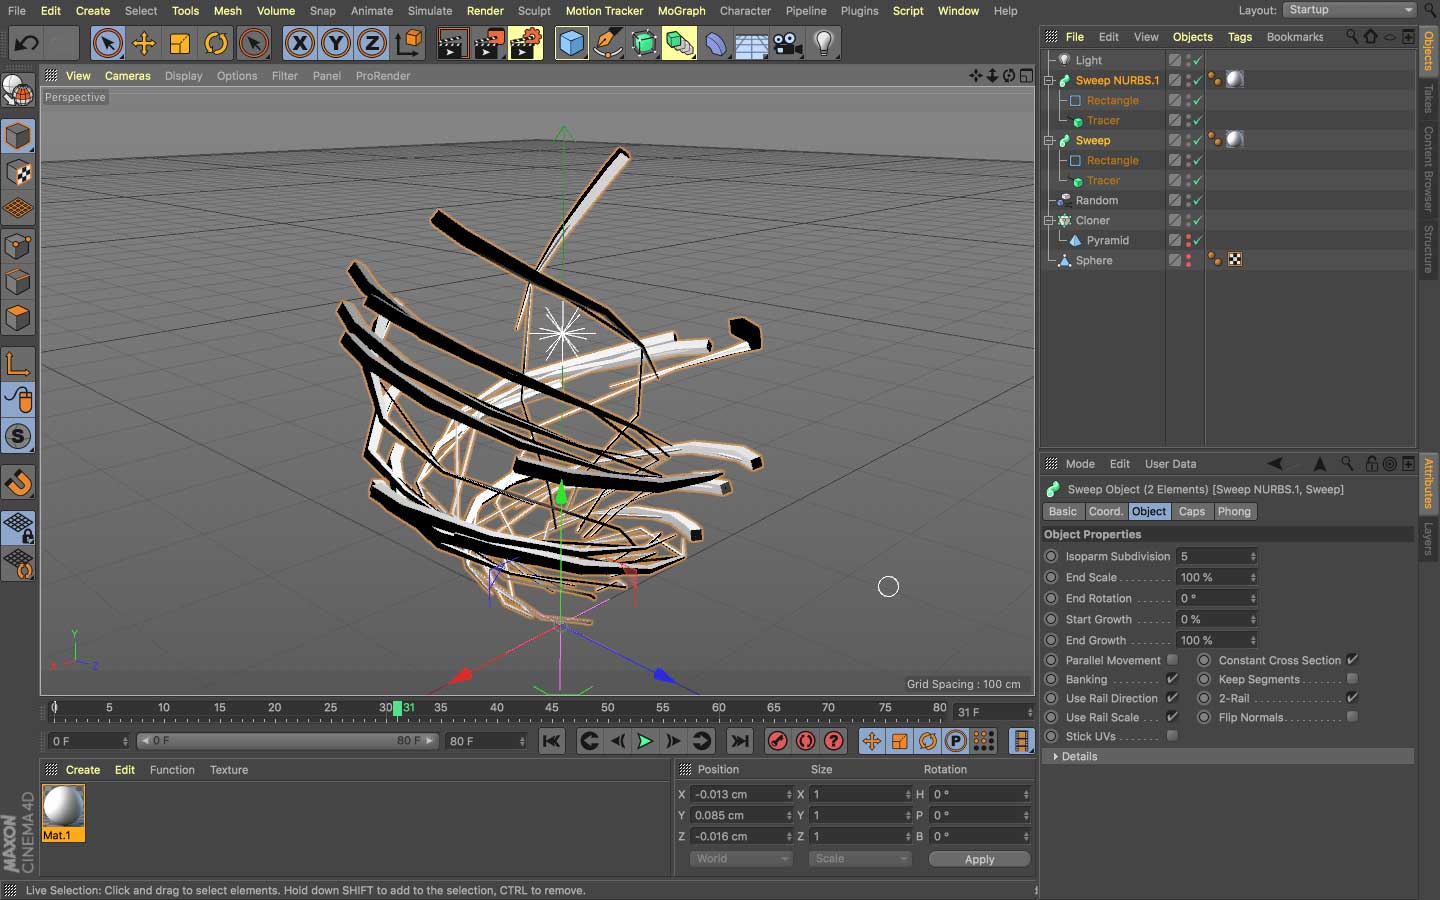 File Edit Create Select Tools Mesh Volume Snap Animate Simulate Render Sculpt Motion Tracker MoGraph Character Pipeline Plugins Script Window Help Layout: Startup
X Y Z
File Edit View Objects Tags Bookmarks
View Cameras Display Options Filter Panel ProRender
Perspective
Light
Sweep NURBS.1
Rectangle
Tracer
Sweep
Rectangle
Tracer
Random
Cloner
Pyramid
Sphere
Objects
Takes
Content Browser
Structure
S
Mode Edit User Data
Sweep Object (2 Elements) [Sweep NURBS.1, Sweep]
Basic Coord. Object Caps Phong
Object Properties
Isoparm Subdivision 5
End Scale . . . . . . . . . 100 %
End Rotation . . . . . . 0 °
Start Growth . . . . . . 0 %
End Growth . . . . . . . 100 %
Parallel Movement Constant Cross Section
Banking . . . . . . . . Keep Segments . . . . . . .
Use Rail Direction 2-Rail . . . . . . . . . . . . . . .
Use Rail Scale . . . Flip Normals . . . . . . . . . .
Stick UVs . . . . . .
Details
Attributes
Layers
Y
X Z
Grid Spacing : 100 cm
0 5 10 15 20 25 30 31 35 40 45 50 55 60 65 70 75 80 31 F
0 F 0 F 80 F 80 F
P
Create Edit Function Texture
Mat.1
Position Size Rotation
X -0.013 cm X 1 H 0 °
Y 0.085 cm Y 1 P 0 °
Z -0.016 cm Z 1 B 0 °
World Scale Apply
MAXON
CINEMA 4D
Live Selection: Click and drag to select elements. Hold down SHIFT to add to the selection, CTRL to remove.